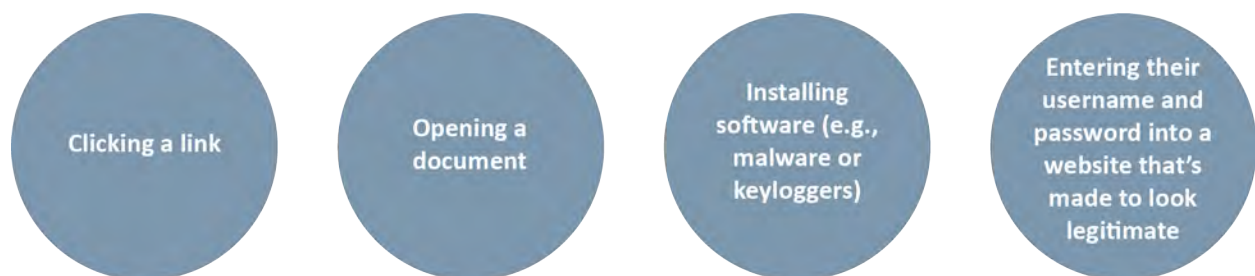 Clicking a link
Opening a
document
Installing
software (e.g.,
malware or
keyloggers)
Entering their
username and
password into a
website that’s
made to look
legitimate